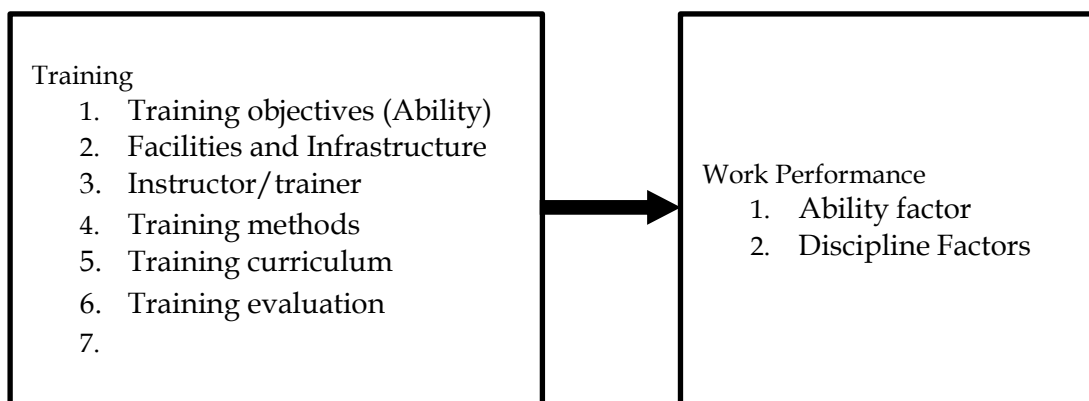 Training
1. Training objectives (Ability)
2. Facilities and Infrastructure
3. Instructor/trainer
4. Training methods
5. Training curriculum
6. Training evaluation
7.
Work Performance
1. Ability factor
2. Discipline Factors